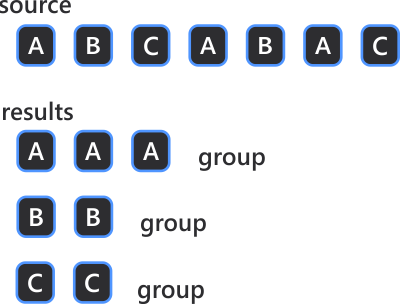 source
A B C A B A C
results
A A A group
B B group
C C group